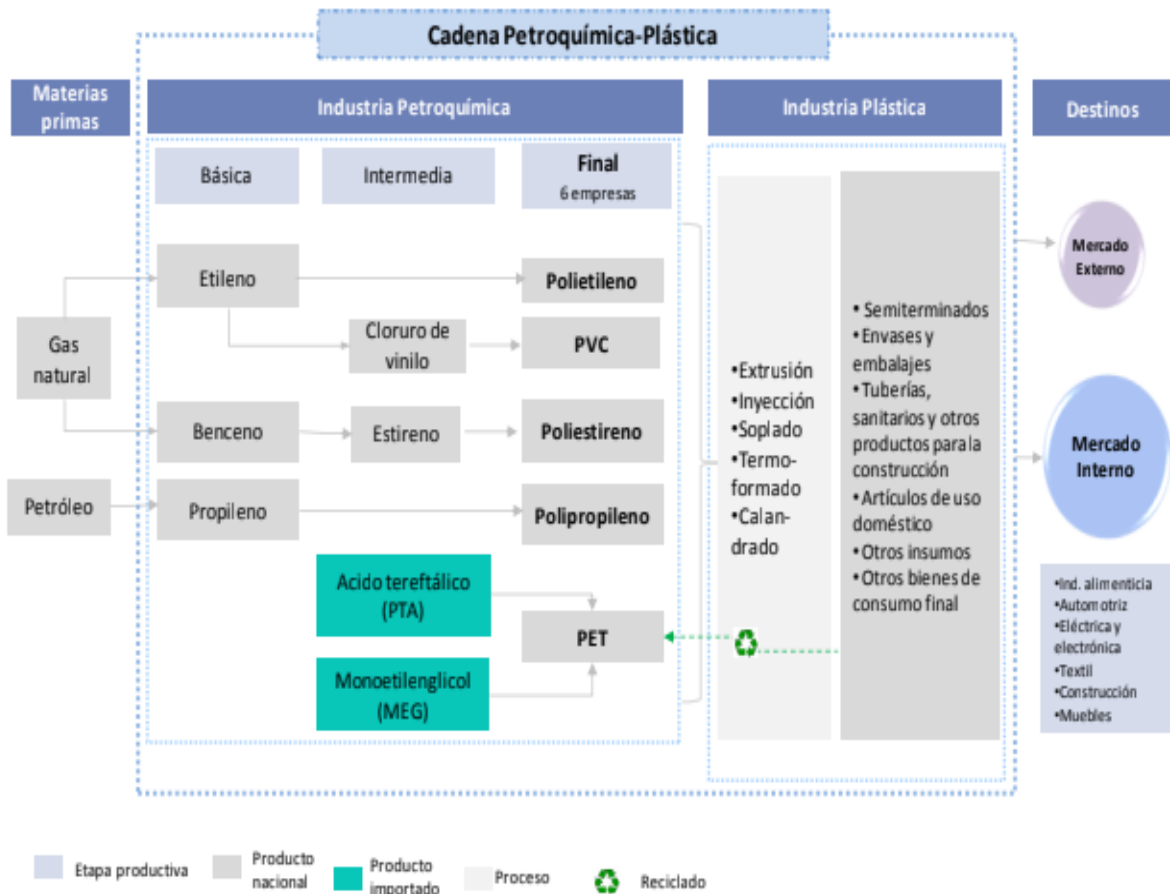 Cadena Petroquímica-Plástica
Materias
primas
Industria Petroquímica
Industria Plástica
Destinos
Básica
Intermedia
Final
6 empresas
Etileno
Polietileno
Gas
natural
Cloruro de
vinilo
PVC
Benceno
Estireno
Poliestireno
Petróleo
Propileno
Polipropileno
Acido tereftálico
(PTA)
PET
Monoetilenglicol
(MEG)
•Extrusión
•Inyección
•Soplado
•Termo-
formado
•Calan-
drado
• Semiterminados
• Envases y
embalajes
• Tuberías,
sanitarios y otros
productos para la
construcción
• Artículos de uso
doméstico
• Otros insumos
• Otros bienes de
consumo final
Mercado
Externo
Mercado
Interno
•Ind. alimenticia
•Automotriz
•Eléctrica y
electrónica
•Textil
•Construcción
•Muebles
Etapa productiva
Producto
nacional
Producto
importado
Proceso
Reciclado